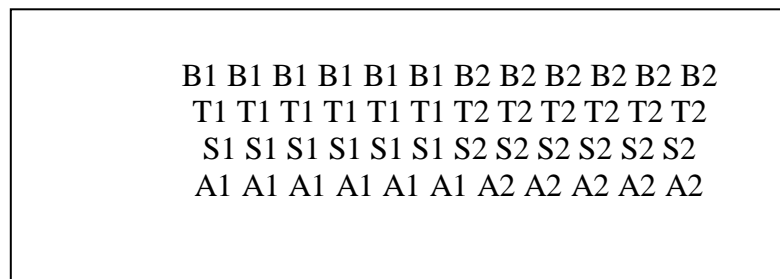 B1 B1 B1 B1 B1 B1 B2 B2 B2 B2 B2 B2
T1 T1 T1 T1 T1 T1 T2 T2 T2 T2 T2 T2
S1 S1 S1 S1 S1 S1 S2 S2 S2 S2 S2 S2
A1 A1 A1 A1 A1 A1 A2 A2 A2 A2 A2